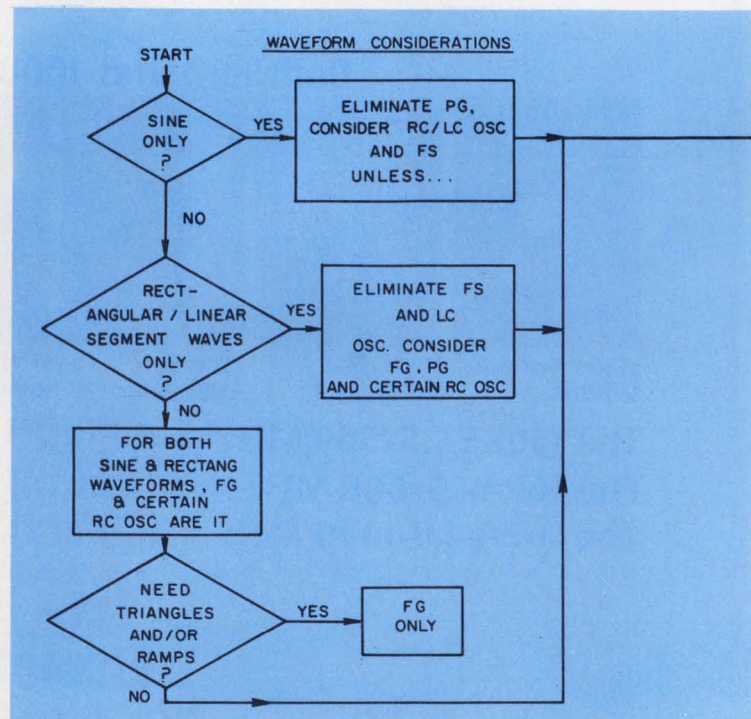 WAVEFORM CONSIDERATIONS
START
SINE
ONLY
?
YES
ELIMINATE PG,
CONSIDER RC/LC OSC
AND FS
UNLESS...
NO
RECT-
ANGULAR / LINEAR
SEGMENT WAVES
ONLY
?
YES
ELIMINATE FS
AND LC
OSC. CONSIDER
FG, PG
AND CERTAIN RC OSC
NO
FOR BOTH
SINE & RECTANG
WAVEFORMS, FG
& CERTAIN
RC OSC ARE IT
NEED
TRIANGLES
AND/OR
RAMPS
?
YES
FG
ONLY
NO